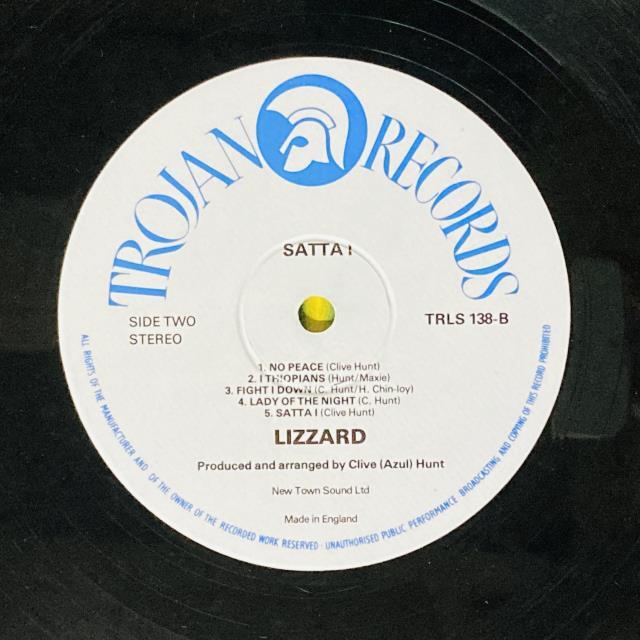 TROJAN RECORDS
SATTA I
SIDE TWO
STEREO
TRLS 138-B
1. NO PEACE (Clive Hunt)
2. I THIOPIANS (Hunt/Maxie)
3. FIGHT I DOWN (C. Hunt/H. Chin-loy)
4. LADY OF THE NIGHT (C. Hunt)
5. SATTA I (Clive Hunt)
LIZZARD
Produced and arranged by Clive (Azul) Hunt
New Town Sound Ltd
Made in England
ALL RIGHTS OF THE MANUFACTURER AND OF THE OWNER OF THE RECORDED WORK RESERVED · UNAUTHORISED PUBLIC PERFORMANCE BROADCASTING AND COPYING OF THIS RECORD PROHIBITED